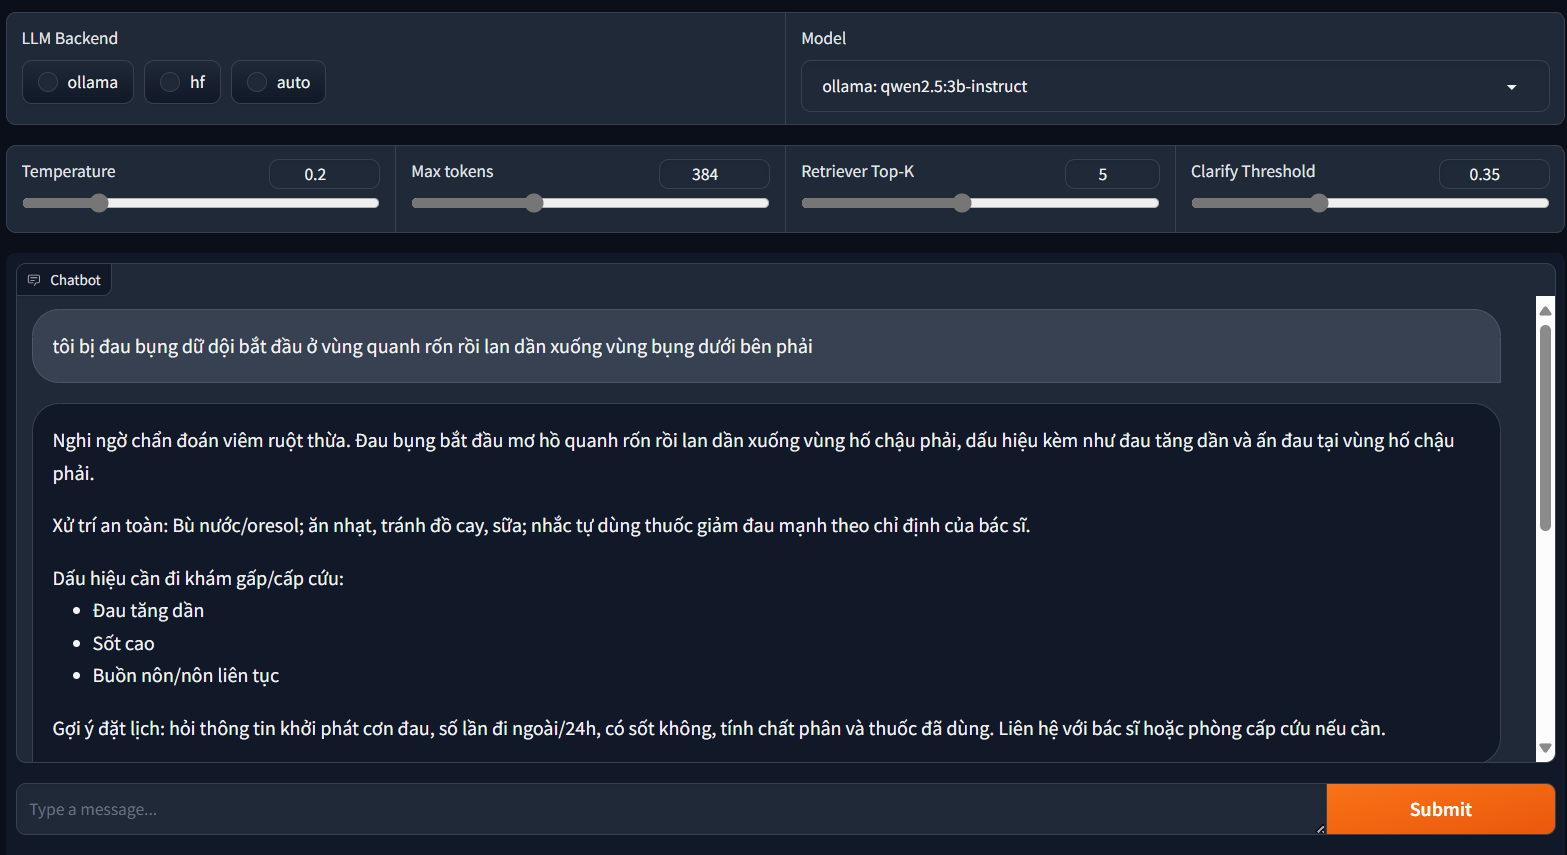 LLM Backend
Model
ollama
hf
auto
ollama: qwen2.5:3b-instruct
Temperature
0.2
Max tokens
384
Retriever Top-K
5
Clarify Threshold
0.35
Chatbot
tôi bị đau bụng dữ dội bắt đầu ở vùng quanh rốn rồi lan dần xuống vùng bụng dưới bên phải
Nghi ngờ chẩn đoán viêm ruột thừa. Đau bụng bắt đầu mơ hồ quanh rốn rồi lan dần xuống vùng hố chậu phải, dấu hiệu kèm như đau tăng dần và ấn đau tại vùng hố chậu
phải.
Xử trí an toàn: Bù nước/oresol; ăn nhạt, tránh đồ cay, sữa; nhắc tự dùng thuốc giảm đau mạnh theo chỉ định của bác sĩ.
Dấu hiệu cần đi khám gấp/cấp cứu:
• Đau tăng dần
• Sốt cao
• Buồn nôn/nôn liên tục
Gợi ý đặt lịch: hỏi thông tin khởi phát cơn đau, số lần đi ngoài/24h, có sốt không, tính chất phân và thuốc đã dùng. Liên hệ với bác sĩ hoặc phòng cấp cứu nếu cần.
Type a message...
Submit